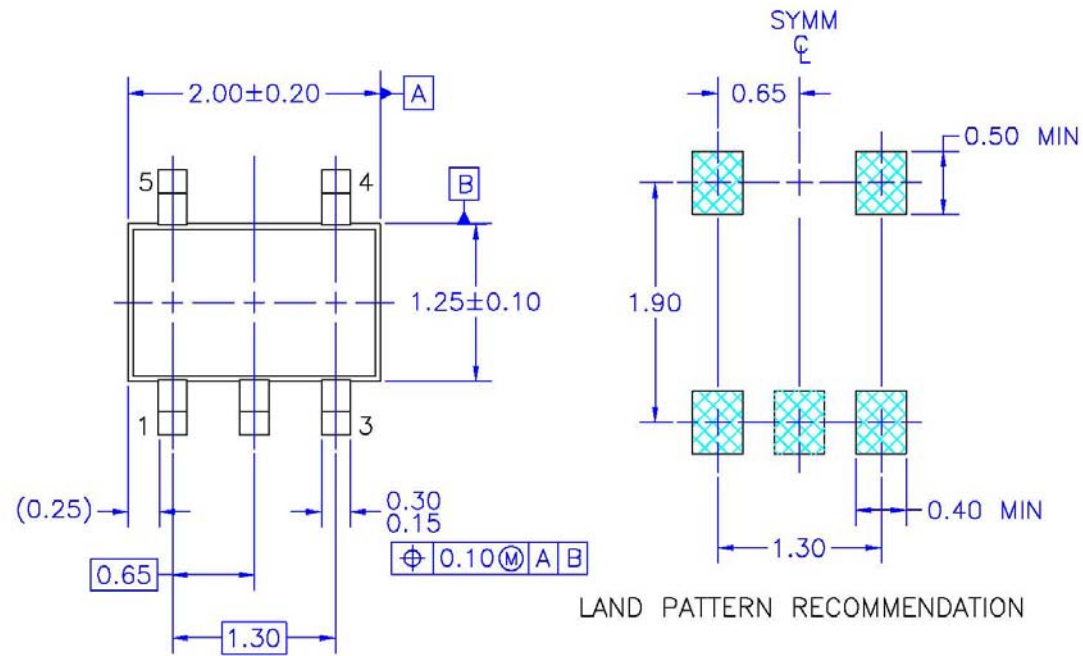 SYMM
℄
2.00±0.20
A
0.65
0.50 MIN
5
4
B
1.25±0.10
1.90
1
3
(0.25)
0.30
0.15
0.40 MIN
⌖ 0.10Ⓜ A B
0.65
1.30
LAND PATTERN RECOMMENDATION
1.30